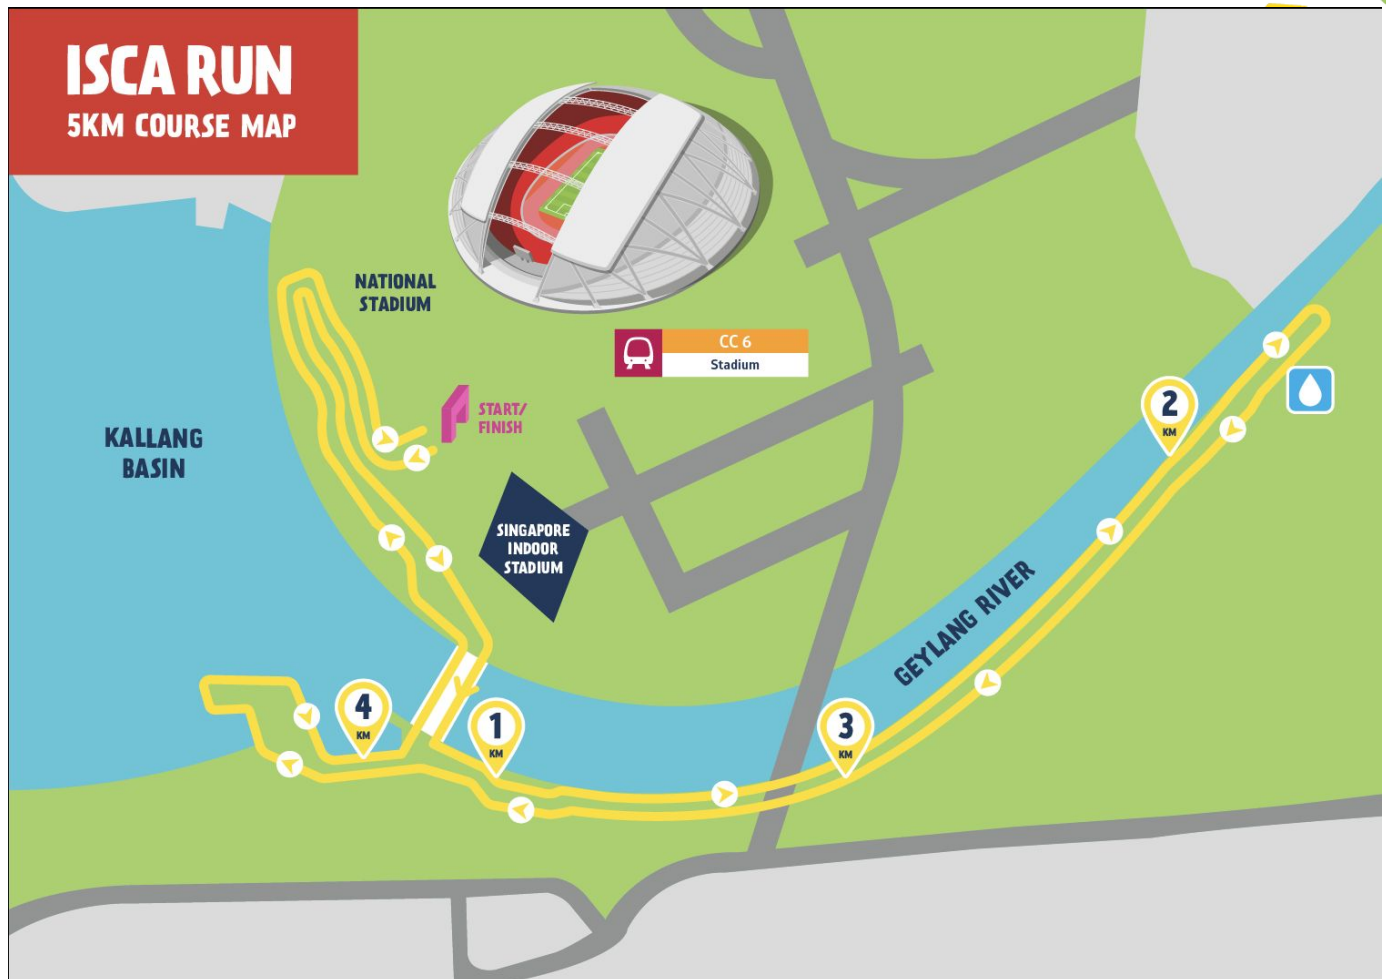 ISCA RUN
5KM COURSE MAP
NATIONAL
STADIUM
CC 6
Stadium
START/
FINISH
KALLANG
BASIN
SINGAPORE
INDOOR
STADIUM
2
KM
GEYLANG RIVER
4
KM
1
KM
3
KM